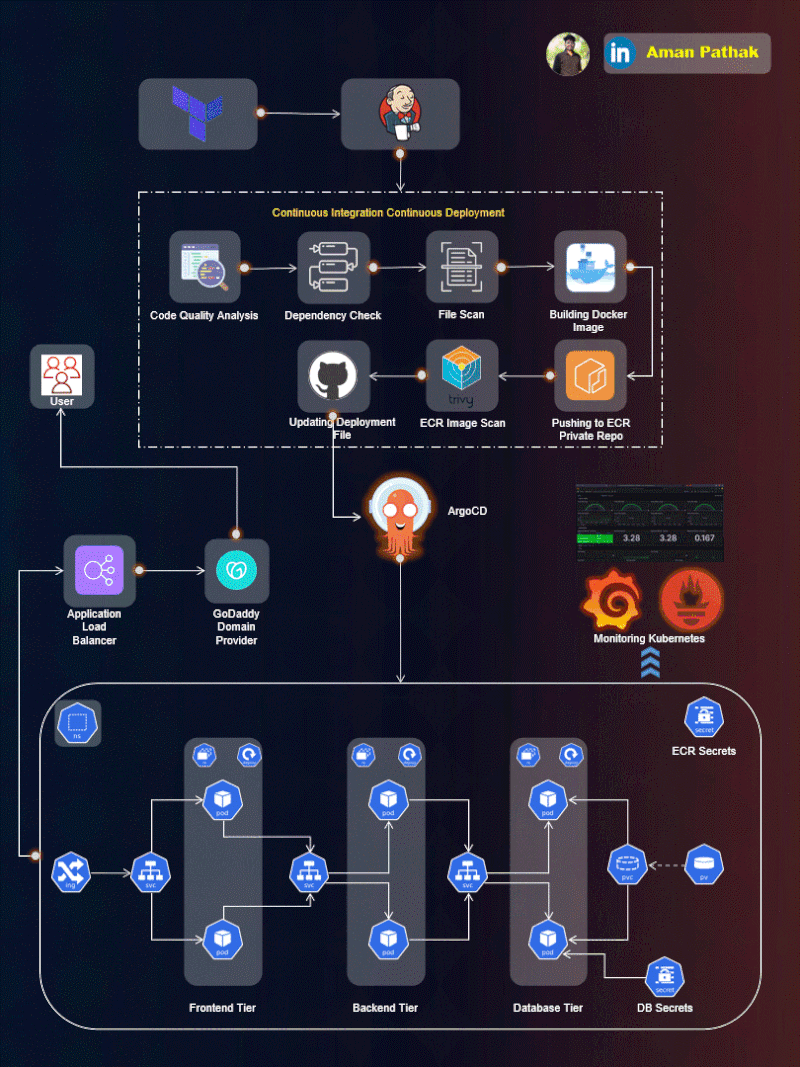 in Aman Pathak
Continuous Integration Continuous Deployment
Code Quality Analysis
Dependency Check
File Scan
Building Docker
Image
User
trivy
Updating Deployment
File
ECR Image Scan
Pushing to ECR
Private Repo
ArgoCD
3.28
3.28
0.167
Application
Load
Balancer
GoDaddy
Domain
Provider
Monitoring Kubernetes
ns
secret
ECR Secrets
pod
pod
pod
ing
svc
svc
svc
pvc
pv
pod
pod
pod
secret
Frontend Tier
Backend Tier
Database Tier
DB Secrets